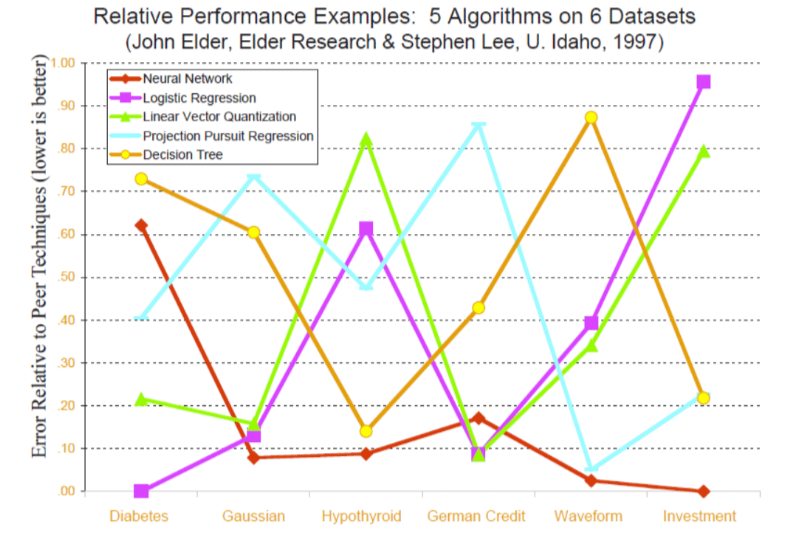 Relative Performance Examples: 5 Algorithms on 6 Datasets
(John Elder, Elder Research & Stephen Lee, U. Idaho, 1997)
Error Relative to Peer Techniques (lower is better)
1.00
.90
.80
.70
.60
.50
.40
.30
.20
.10
.00
Neural Network
Logistic Regression
Linear Vector Quantization
Projection Pursuit Regression
Decision Tree
Diabetes Gaussian Hypothyroid German Credit Waveform Investment